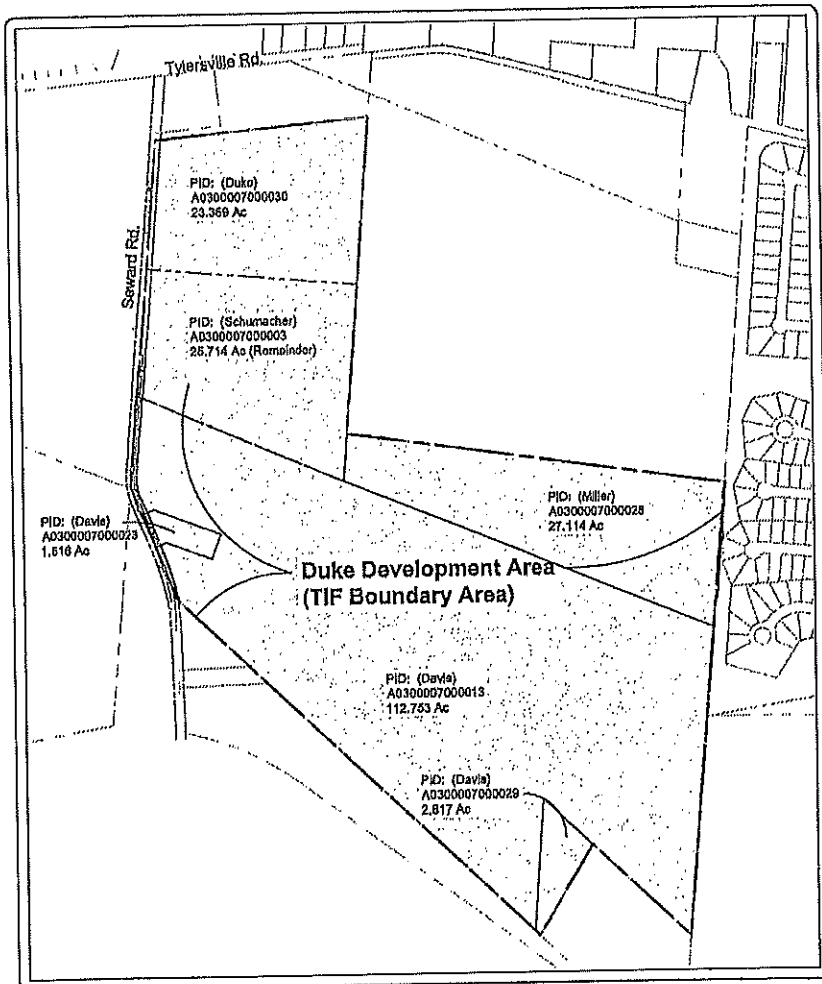 Tylersville Rd.
Seward Rd.
PID: (Duke)
A0300007000030
23.369 Ac
PID: (Schumacher)
A0300007000003
25.714 Ac (Remainder)
PID: (Miller)
A0300007000028
27.114 Ac
PID: (Davis)
A0300007000023
1.516 Ac
Duke Development Area
(TIF Boundary Area)
PID: (Davis)
A0300007000013
112.753 Ac
PID: (Davis)
A0300007000029
2.817 Ac